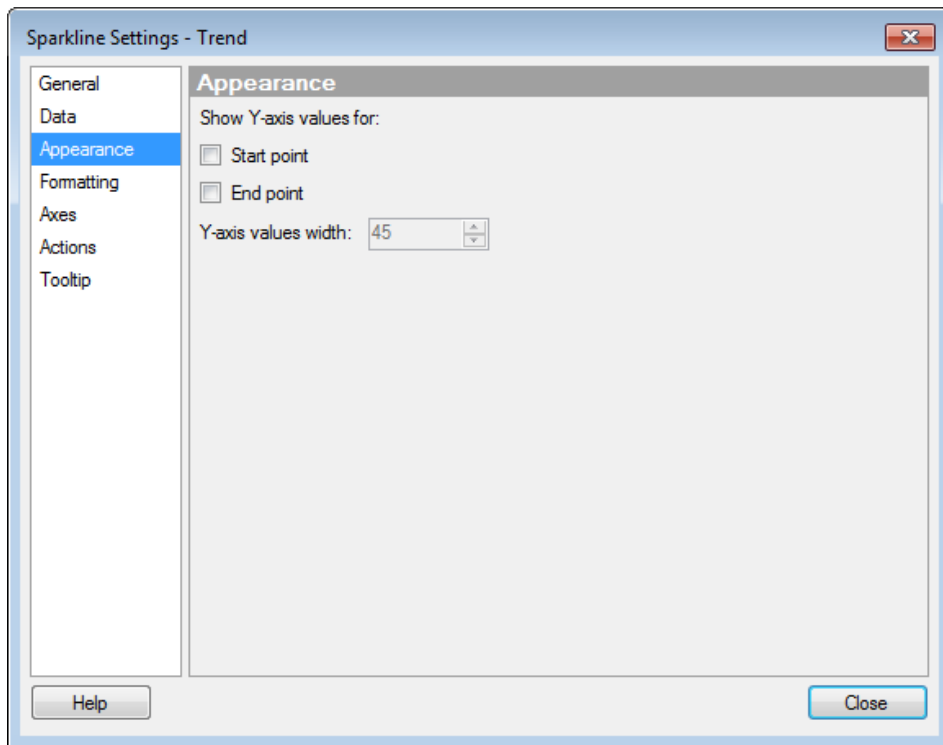 Sparkline Settings - Trend
General
Data
Appearance
Formatting
Axes
Actions
Tooltip
Appearance
Show Y-axis values for:
Start point
End point
Y-axis values width: 45
Help
Close